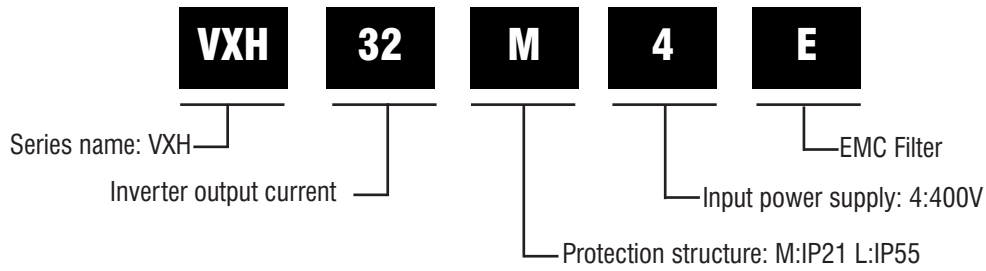 VXH 32 M 4 E
Series name: VXH
EMC Filter
Inverter output current
Input power supply: 4:400V
Protection structure: M:IP21 L:IP55